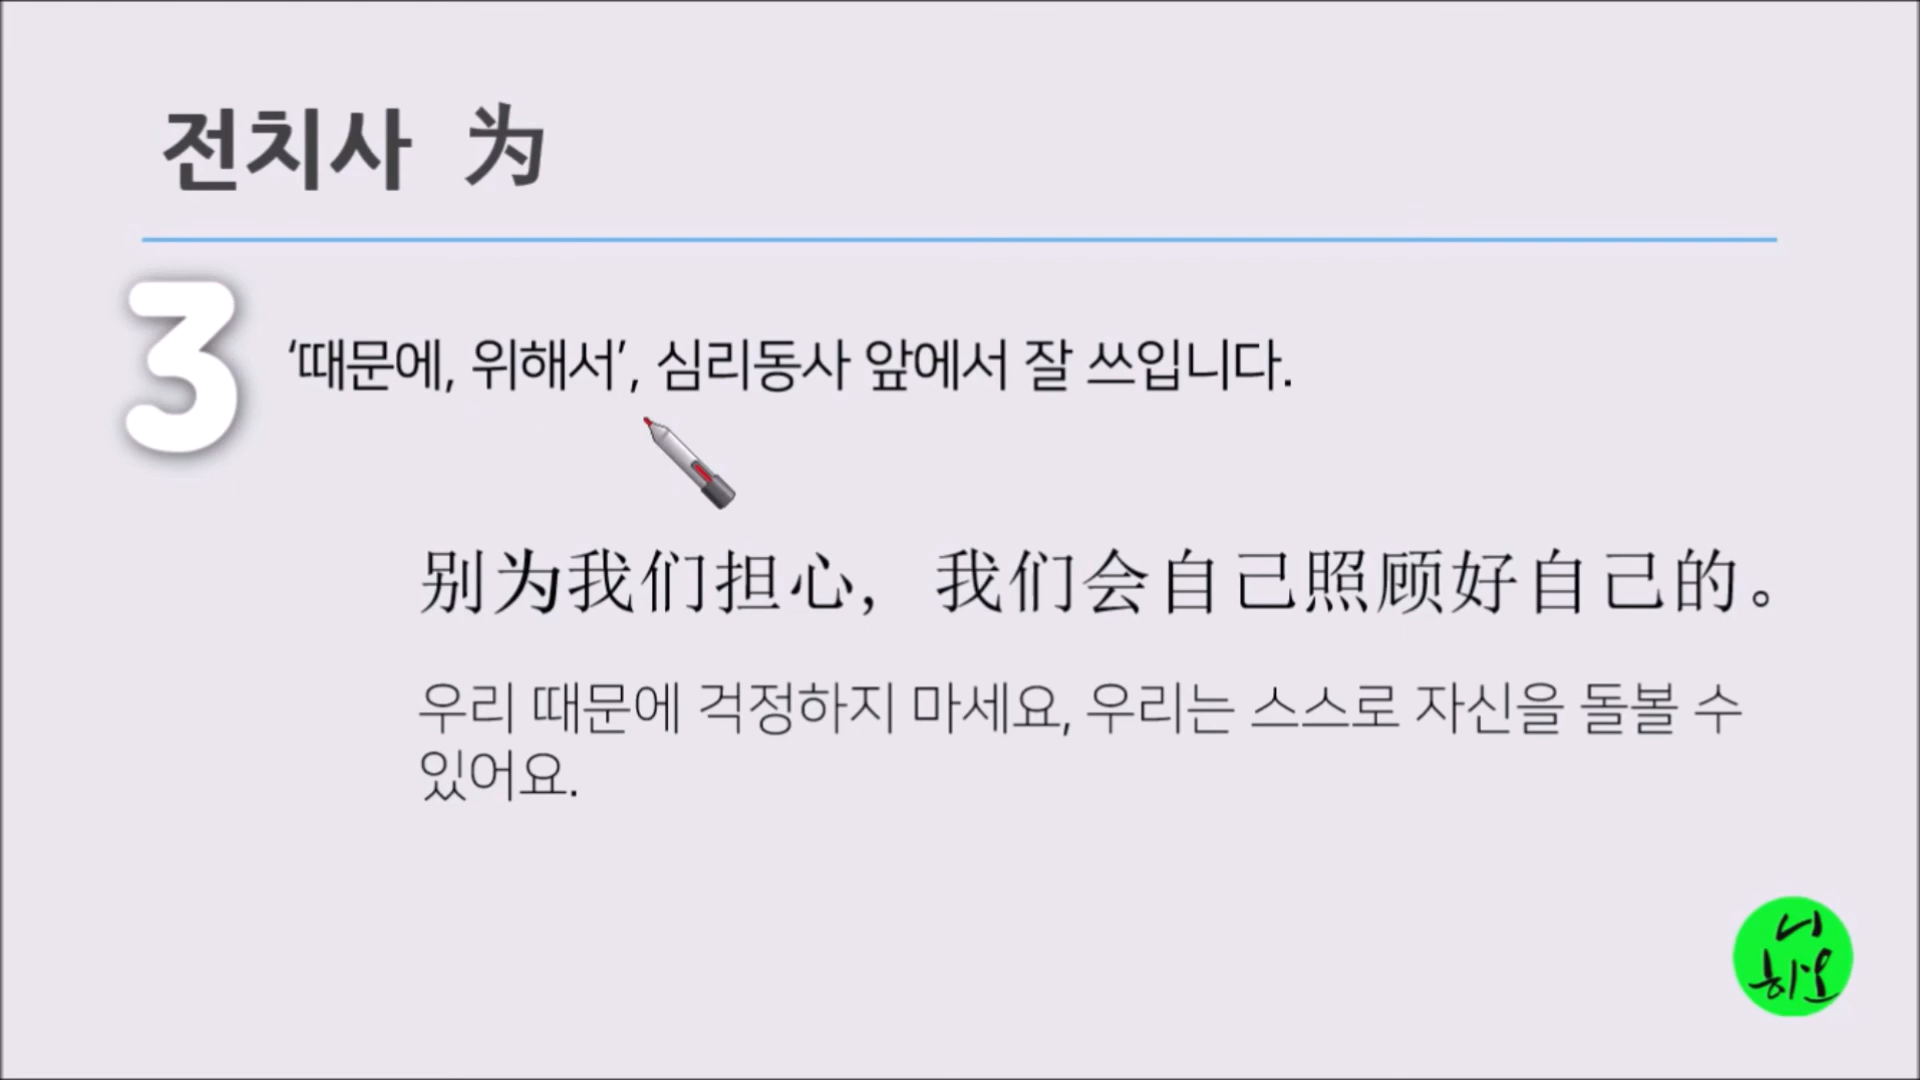 전치사 为
3
‘때문에, 위해서’, 심리동사 앞에서 잘 쓰입니다.
别为我们担心，我们会自己照顾好自己的。
우리 때문에 걱정하지 마세요, 우리는 스스로 자신을 돌볼 수
있어요.
니
하오